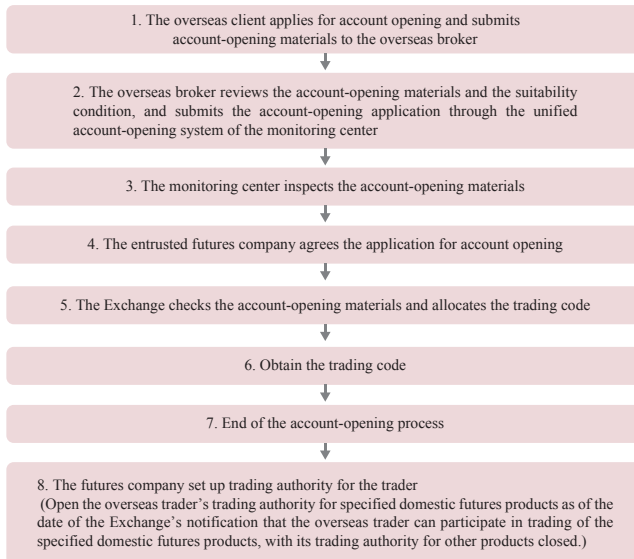 1. The overseas client applies for account opening and submits
account-opening materials to the overseas broker
2. The overseas broker reviews the account-opening materials and the suitability
condition, and submits the account-opening application through the unified
account-opening system of the monitoring center
3. The monitoring center inspects the account-opening materials
4. The entrusted futures company agrees the application for account opening
5. The Exchange checks the account-opening materials and allocates the trading code
6. Obtain the trading code
7. End of the account-opening process
8. The futures company set up trading authority for the trader
(Open the overseas trader's trading authority for specified domestic futures products as of the
date of the Exchange's notification that the overseas trader can participate in trading of the
specified domestic futures products, with its trading authority for other products closed.)